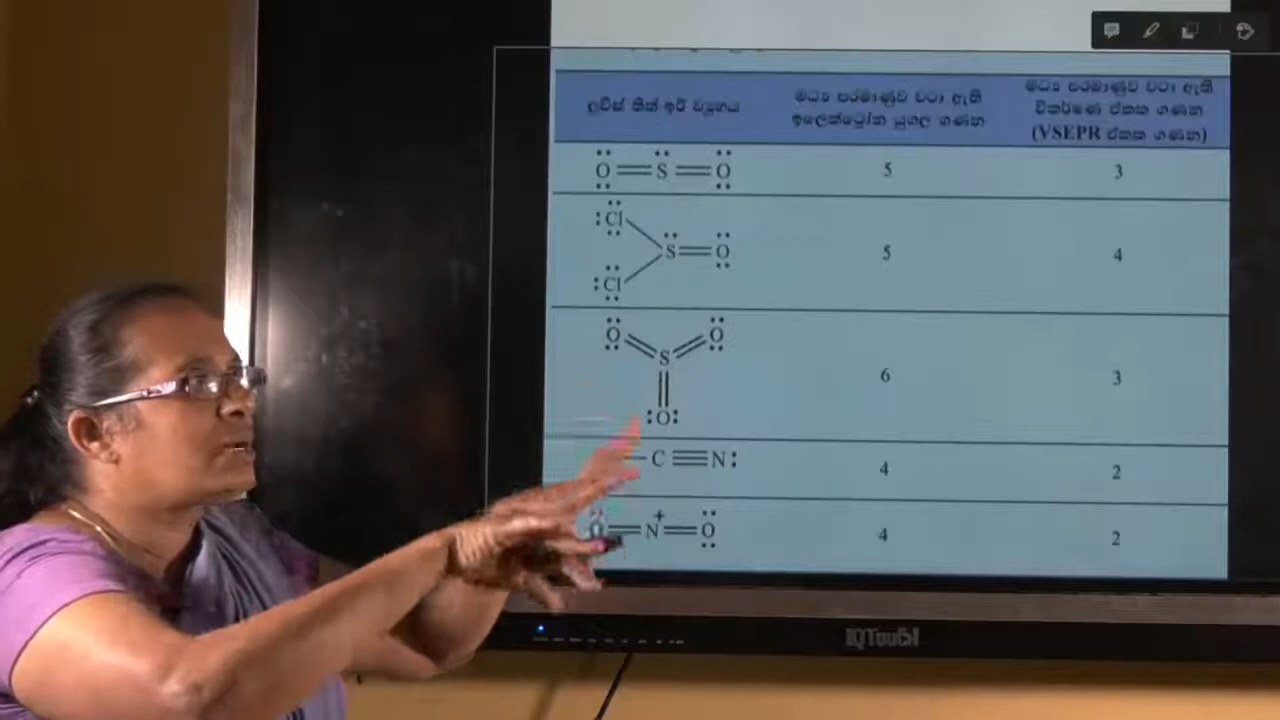 ලුවිස් තිත් ඉරි ව්‍යුහය
මධ්‍ය පරමාණුව වටා ඇති
ඉලෙක්ට්‍රෝන යුගල ගණන
මධ්‍ය පරමාණුව වටා ඇති
විකර්ෂණ ඒකක ගණන
(VSEPR ඒකක ගණන)
O = S = O
5
3
Cl
S = O
Cl
5
4
O O
S
O
6
3
C ≡ N:
4
2
O = N⁺ = O
4
2
IQTouch